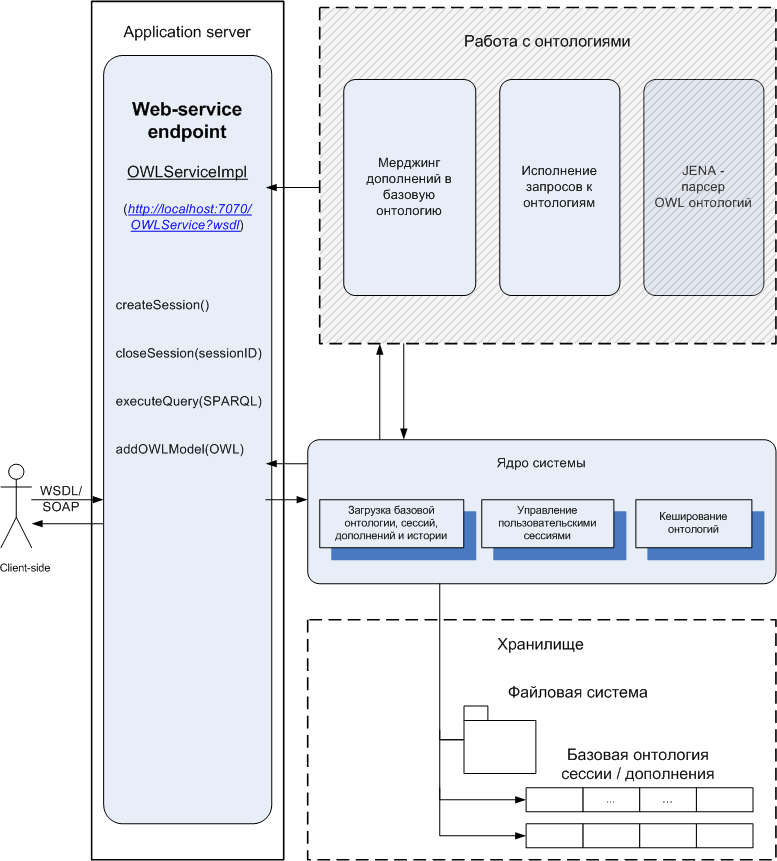 Application server
Web-service
endpoint
OWLServiceImpl
(http://localhost:7070/
OWLService?wsdl)
createSession()
closeSession(sessionID)
executeQuery(SPARQL)
addOWLModel(OWL)
WSDL/
SOAP
Client-side
Работа с онтологиями
Мерджинг
дополнений в
базовую
онтологию
Исполнение
запросов к
онтологиям
JENA -
парсер
OWL онтологий
Ядро системы
Загрузка базовой
онтологии, сессий,
дополнений и истории
Управление
пользовательскими
сессиями
Кеширование
онтологий
Хранилище
Файловая система
Базовая онтология
сессии / дополнения
... ...